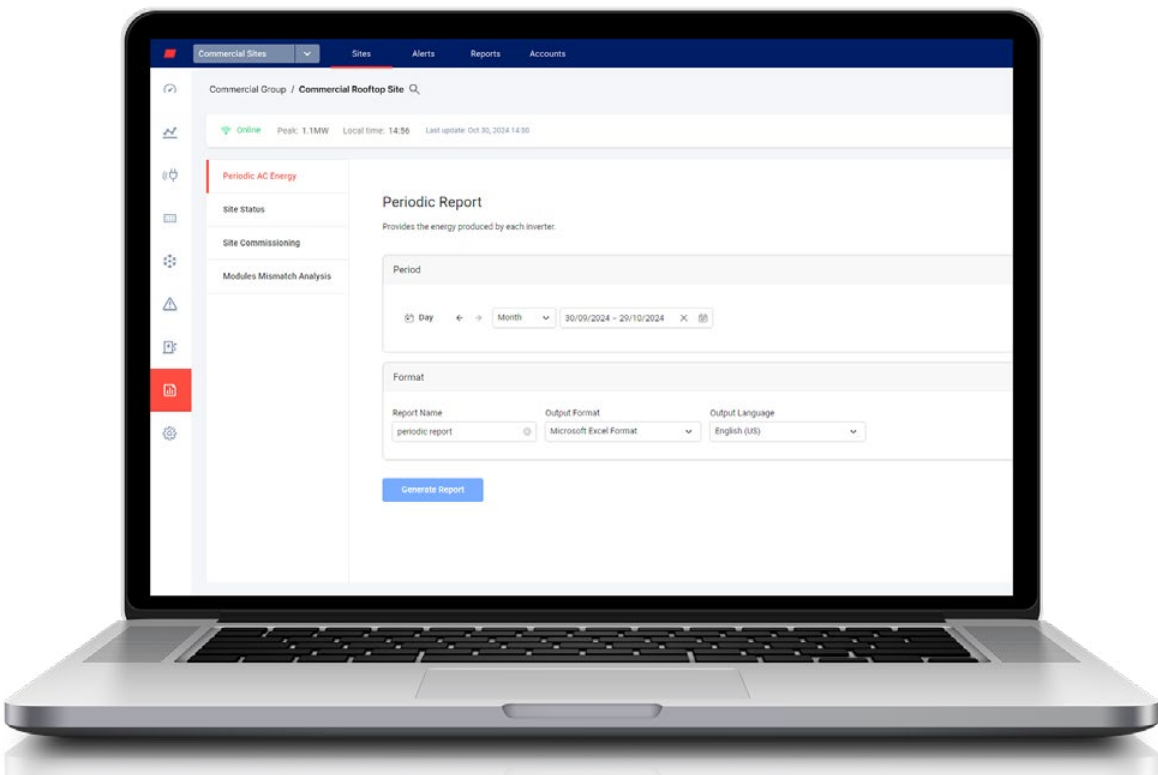 Commercial Sites Sites Alerts Reports Accounts
Commercial Group / Commercial Rooftop Site
Online Peak: 1.1MW Local time: 14:56 Last update: Oct 30, 2024 14:50
Periodic AC Energy
Site Status
Site Commissioning
Modules Mismatch Analysis
Periodic Report
Provides the energy produced by each inverter.
Period
Day Month 30/09/2024 – 29/10/2024
Format
Report Name Output Format Output Language
periodic report Microsoft Excel Format English (US)
Generate Report